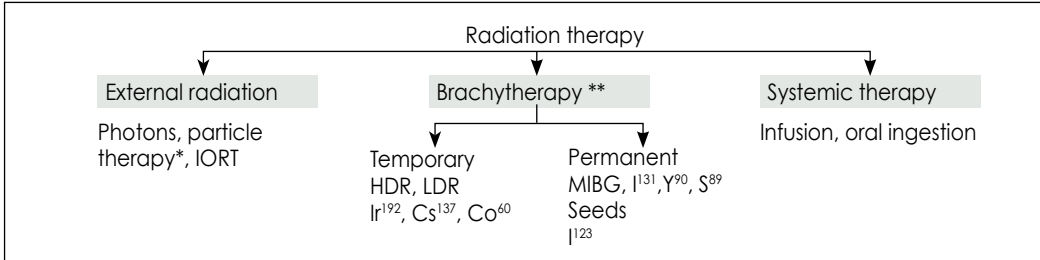 Radiation therapy
External radiation
Photons, particle
therapy*, IORT
Brachytherapy **
Temporary
HDR, LDR
Ir¹⁹², Cs¹³⁷, Co⁶⁰
Permanent
MIBG, I¹³¹,Y⁹⁰, S⁸⁹
Seeds
I¹²³
Systemic therapy
Infusion, oral ingestion